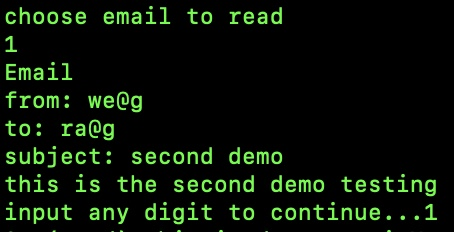 choose email to read
1
Email
from: we@g
to: ra@g
subject: second demo
this is the second demo testing
input any digit to continue...1